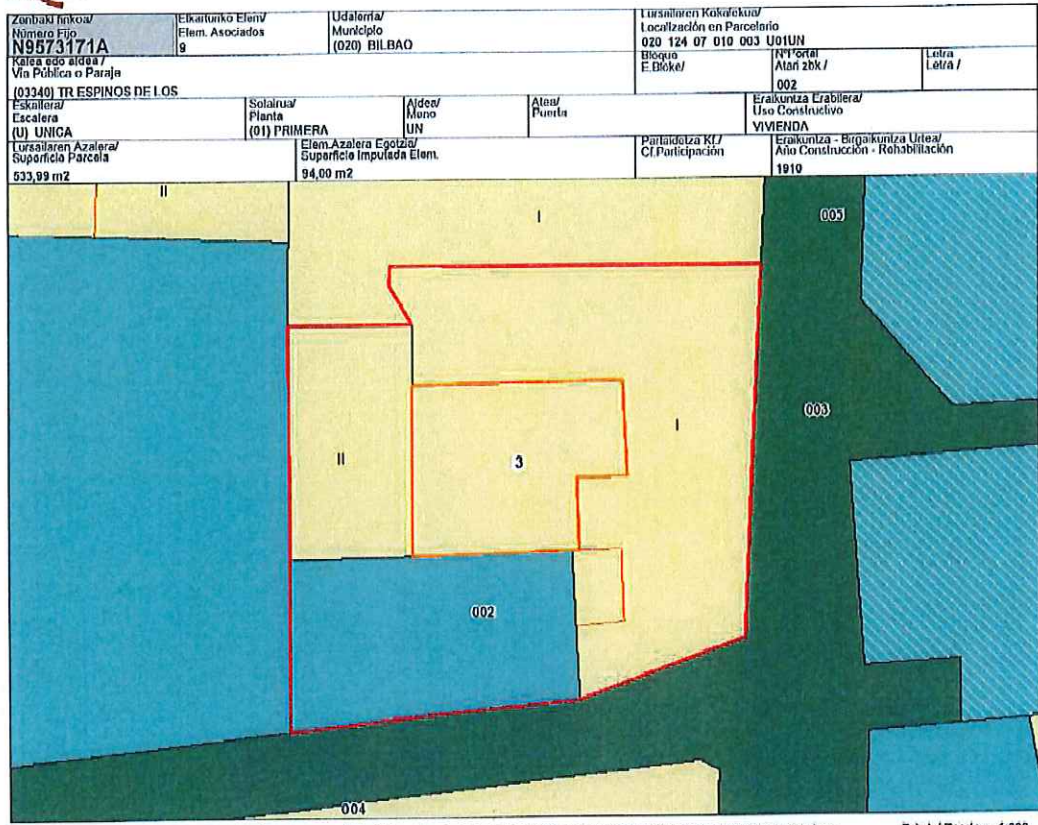 Zenbaki finkoa/
Número Fijo
N9573171A
Elkarturiko Elem/
Elem. Asociados
9
Udalerria/
Municipio
(020) BILBAO
Lursailaren Kokalekua/
Localización en Parcelario
020 124 07 010 003 U01UN
Kalea edo aldea /
Vía Pública o Paraje
(03340) TR ESPINOS DE LOS
Bloque
E.Bloke/
NºPortal
Atari zbk /
002
Letra
Letra /
Eskailera/
Escalera
(U) UNICA
Solairua/
Planta
(01) PRIMERA
Aldea/
Mano
UN
Atea/
Puerta
Eraikuntza Erabilera/
Uso Constructivo
VIVIENDA
Lursailaren Azalera/
Superficie Parcela
533,99 m2
Elem.Azalera Egotzia/
Superficie Imputada Elem.
94,00 m2
Partaidetza Kf./
Cf.Participación
Eraikuntza - Birgaikuntza Urtea/
Año Construcción - Rehabilitación
1910
II
I
005
003
I
II
3
002
004